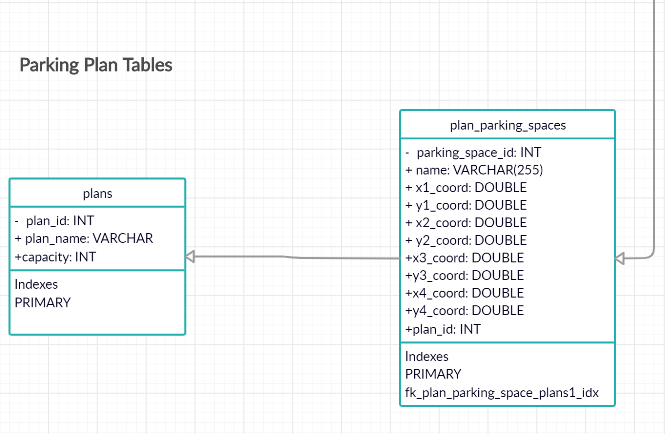 Parking Plan Tables
plans
- plan_id: INT
+ plan_name: VARCHAR
+capacity: INT
Indexes
PRIMARY
plan_parking_spaces
- parking_space_id: INT
+ name: VARCHAR(255)
+ x1_coord: DOUBLE
+ y1_coord: DOUBLE
+ x2_coord: DOUBLE
+ y2_coord: DOUBLE
+x3_coord: DOUBLE
+y3_coord: DOUBLE
+x4_coord: DOUBLE
+y4_coord: DOUBLE
+plan_id: INT
Indexes
PRIMARY
fk_plan_parking_space_plans1_idx